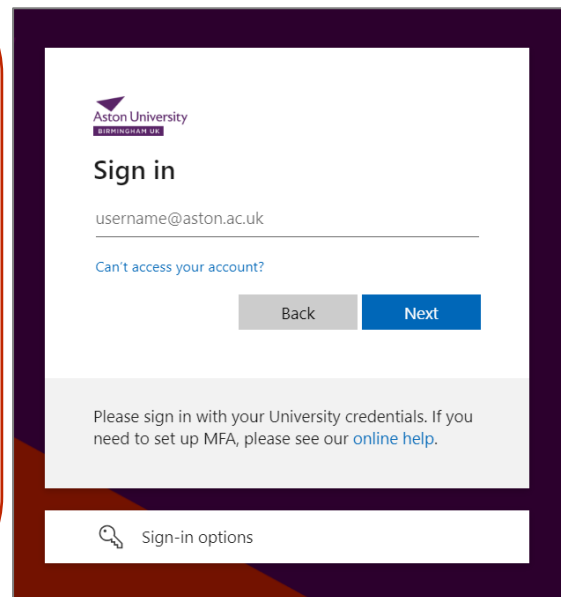 Aston University
BIRMINGHAM UK
Sign in
username@aston.ac.uk
Can't access your account?
Back
Next
Please sign in with your University credentials. If you
need to set up MFA, please see our online help.
Sign-in options